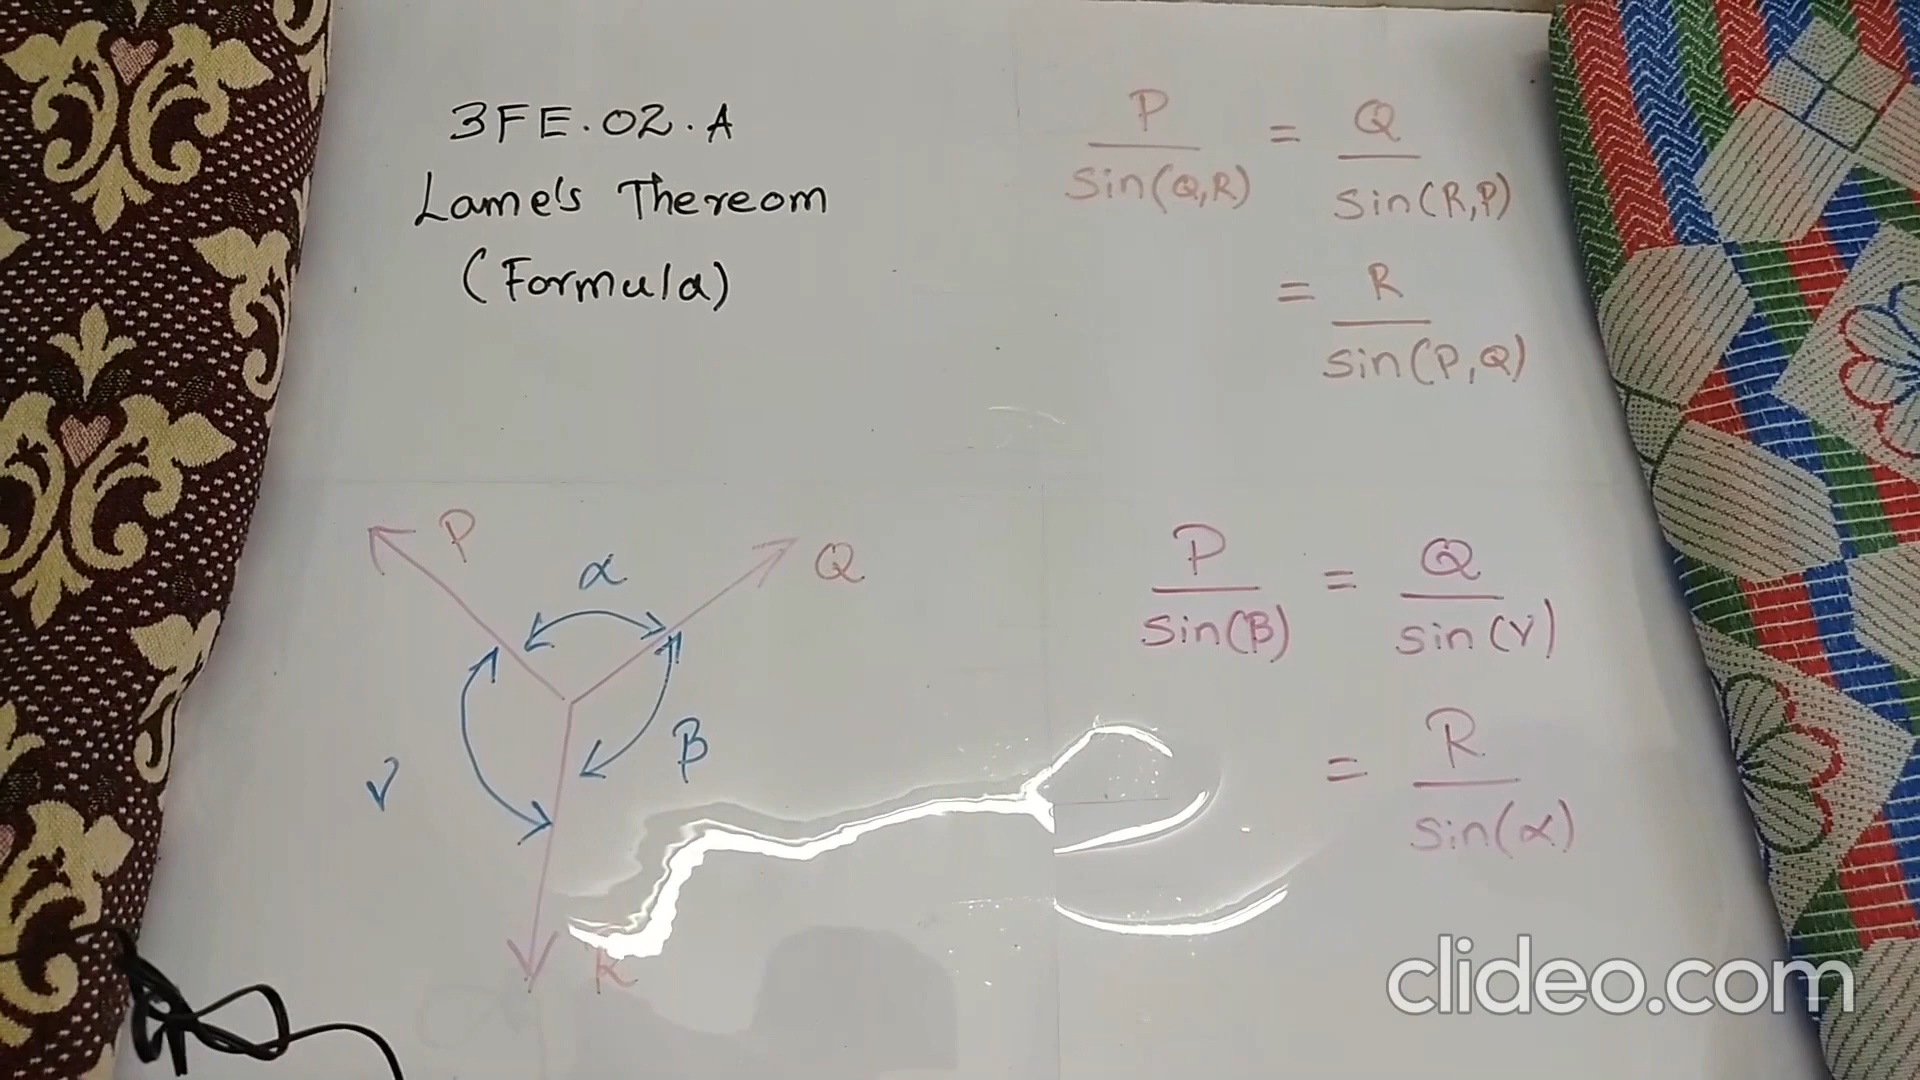 3FE.02.A
Lame's Thereom
(Formula)
P = Q
sin(Q,R) sin(R,P)
= R
sin(P,Q)
P
Q
α
β
γ
R
P = Q
sin(β) sin(γ)
= R
sin(α)
clideo.com